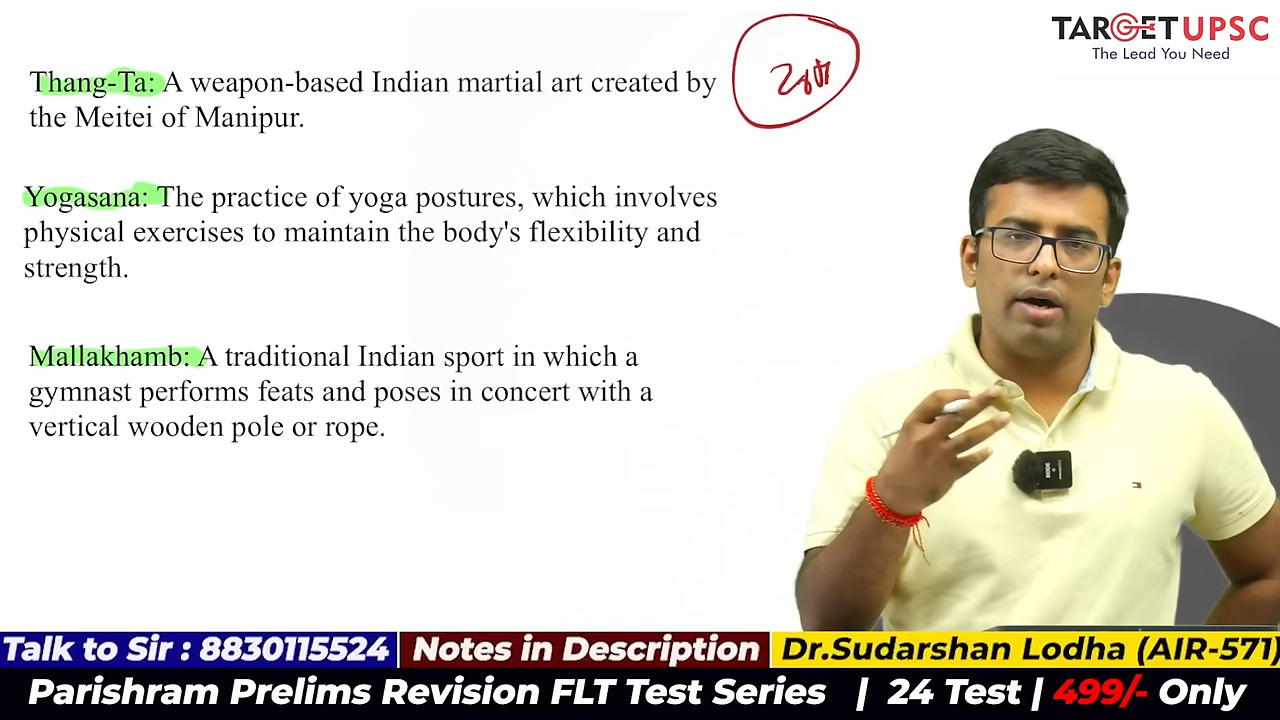 TARGET UPSC
The Lead You Need
Thang-Ta: A weapon-based Indian martial art created by
the Meitei of Manipur.
Yogasana: The practice of yoga postures, which involves
physical exercises to maintain the body's flexibility and
strength.
Mallakhamb: A traditional Indian sport in which a
gymnast performs feats and poses in concert with a
vertical wooden pole or rope.
Talk to Sir : 8830115524 Notes in Description Dr.Sudarshan Lodha (AIR-571)
Parishram Prelims Revision FLT Test Series | 24 Test | 499/- Only